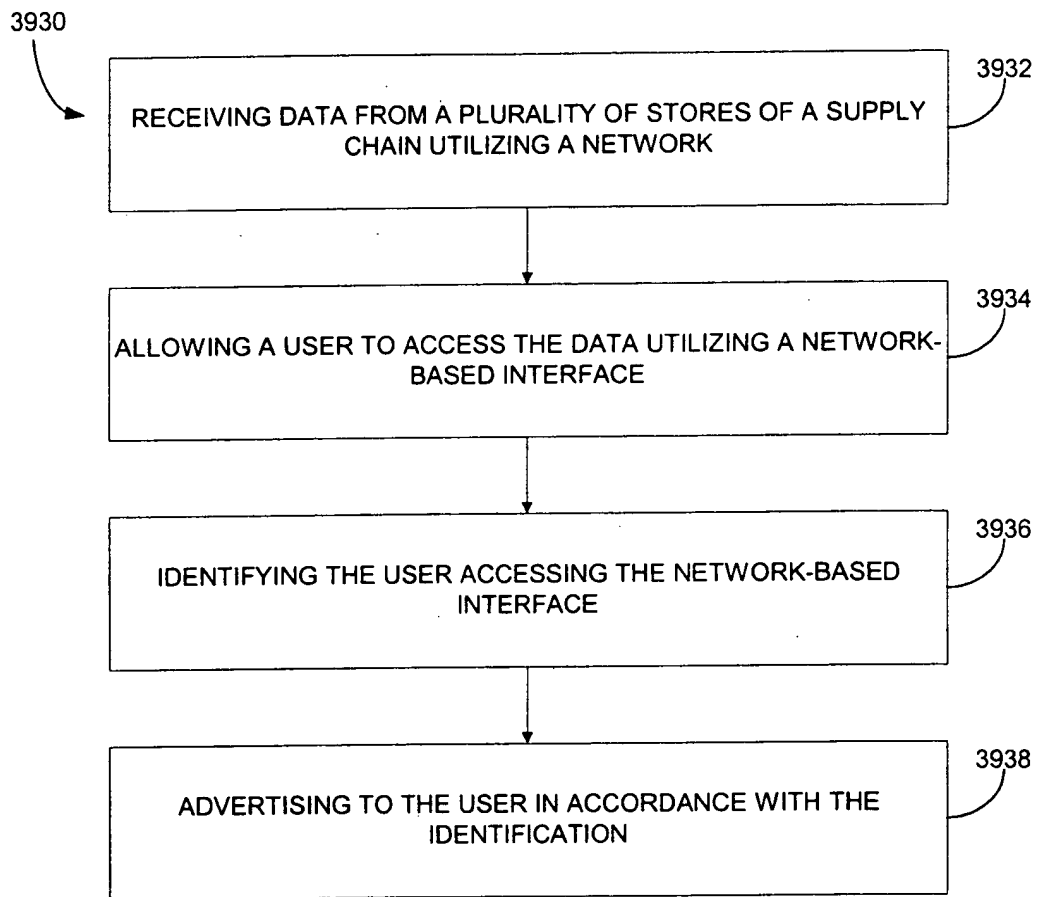 3930
3932
RECEIVING DATA FROM A PLURALITY OF STORES OF A SUPPLY
CHAIN UTILIZING A NETWORK
3934
ALLOWING A USER TO ACCESS THE DATA UTILIZING A NETWORK-
BASED INTERFACE
3936
IDENTIFYING THE USER ACCESSING THE NETWORK-BASED
INTERFACE
3938
ADVERTISING TO THE USER IN ACCORDANCE WITH THE
IDENTIFICATION